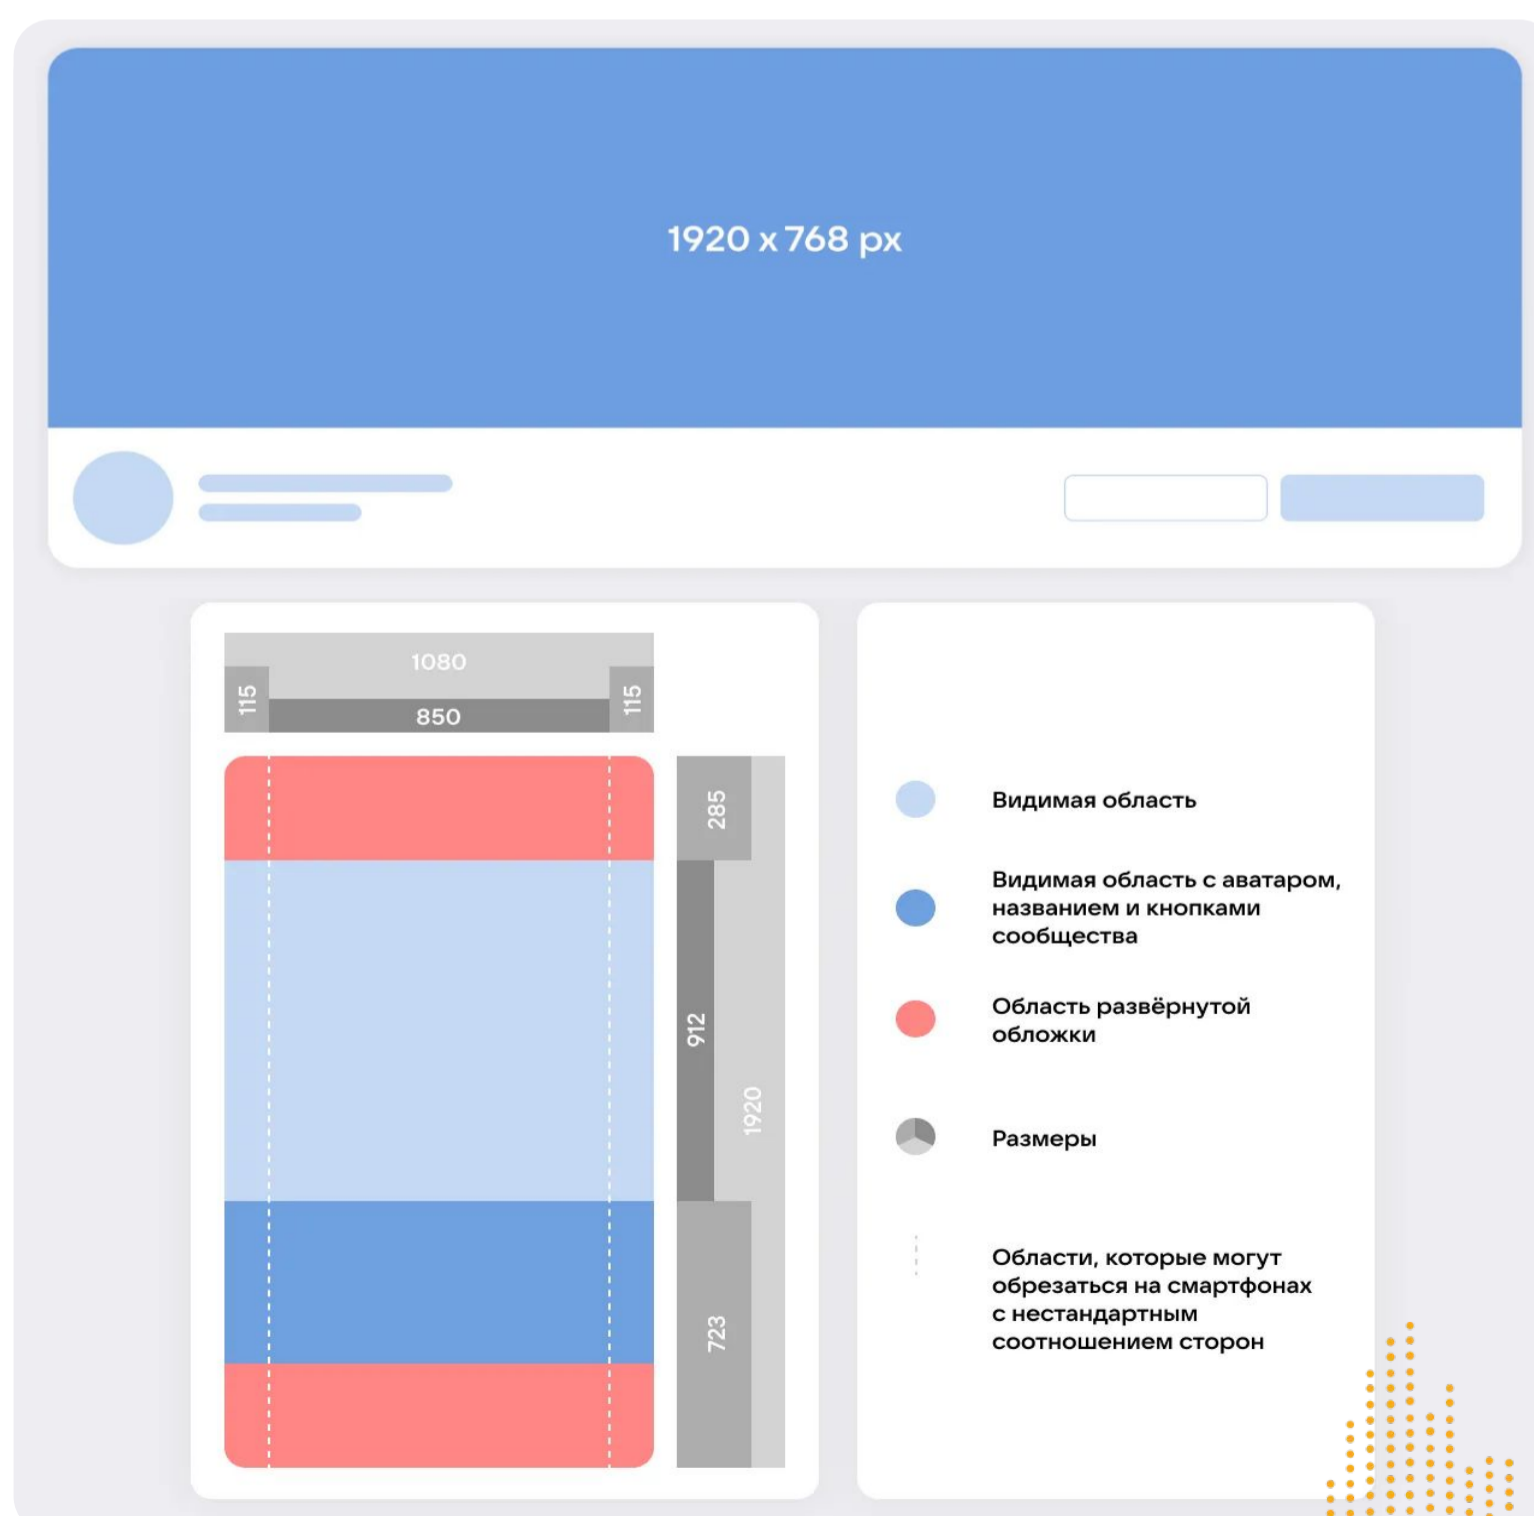 1920 x 768 px
1080
115
850
115
285
912
1920
723
Видимая область
Видимая область с аватаром,
названием и кнопками
сообщества
Область развёрнутой
обложки
Размеры
Области, которые могут
обрезаться на смартфонах
с нестандартным
соотношением сторон